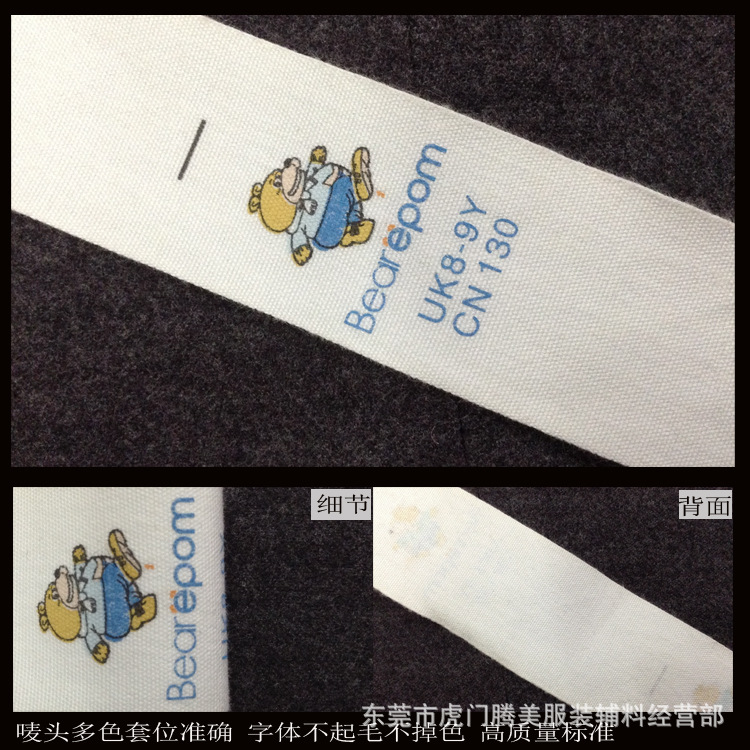 Bearëpom
UK8-9Y
CN 130
细节
Bearëpom
背面
东莞市虎门腾美服装辅料经营部
唛头多色套位准确 字体不起毛不掉色 高质量标准